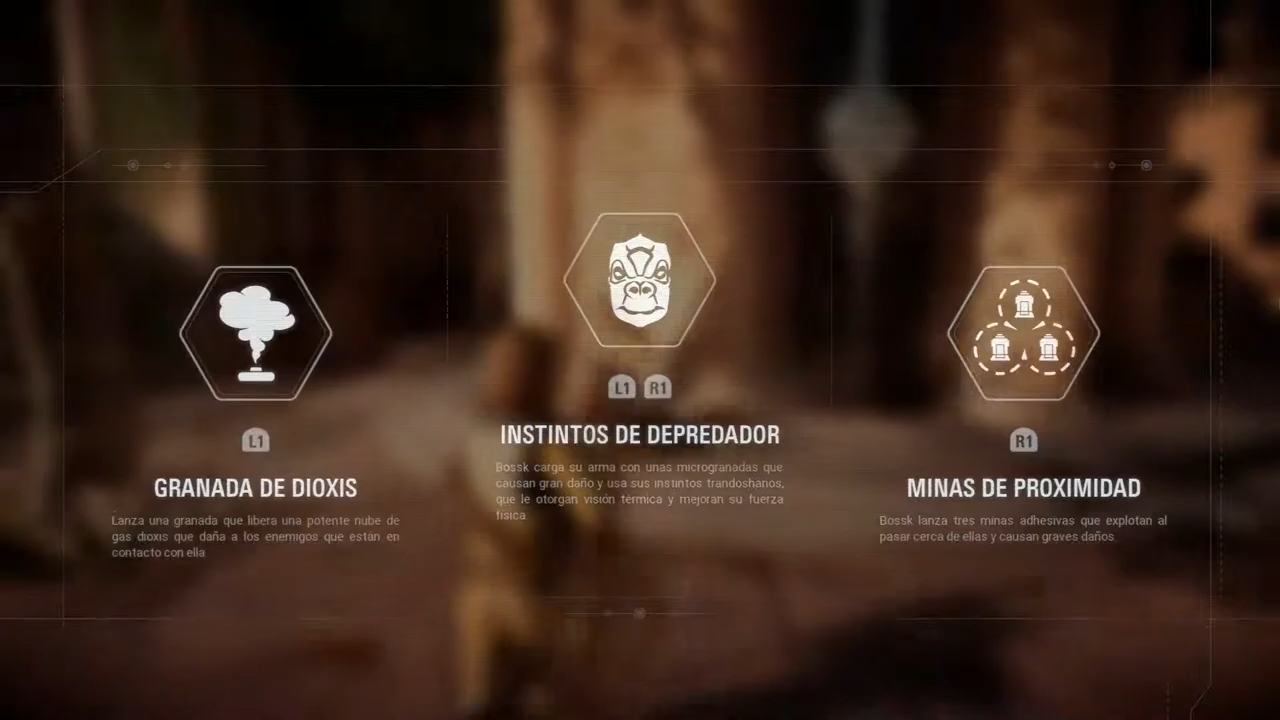 L1
GRANADA DE DIOXIS
Lanza una granada que libera una potente nube de
gas dioxis que daña a los enemigos que están en
contacto con ella
L1 R1
INSTINTOS DE DEPREDADOR
Bossk carga su arma con unas microgranadas que
causan gran daño y usa sus instintos trandoshanos,
que le otorgan visión térmica y mejoran su fuerza
física
R1
MINAS DE PROXIMIDAD
Bossk lanza tres minas adhesivas que explotan al
pasar cerca de ellas y causan graves daños